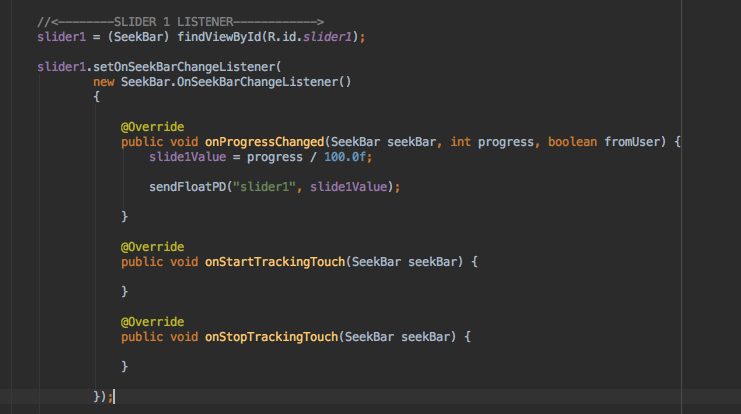 //<--------SLIDER 1 LISTENER------------>
slider1 = (SeekBar) findViewById(R.id.slider1);
slider1.setOnSeekBarChangeListener(
new SeekBar.OnSeekBarChangeListener()
{
@Override
public void onProgressChanged(SeekBar seekBar, int progress, boolean fromUser) {
slide1Value = progress / 100.0f;
sendFloatPD("slider1", slide1Value);
}
@Override
public void onStartTrackingTouch(SeekBar seekBar) {
}
@Override
public void onStopTrackingTouch(SeekBar seekBar) {
}
});